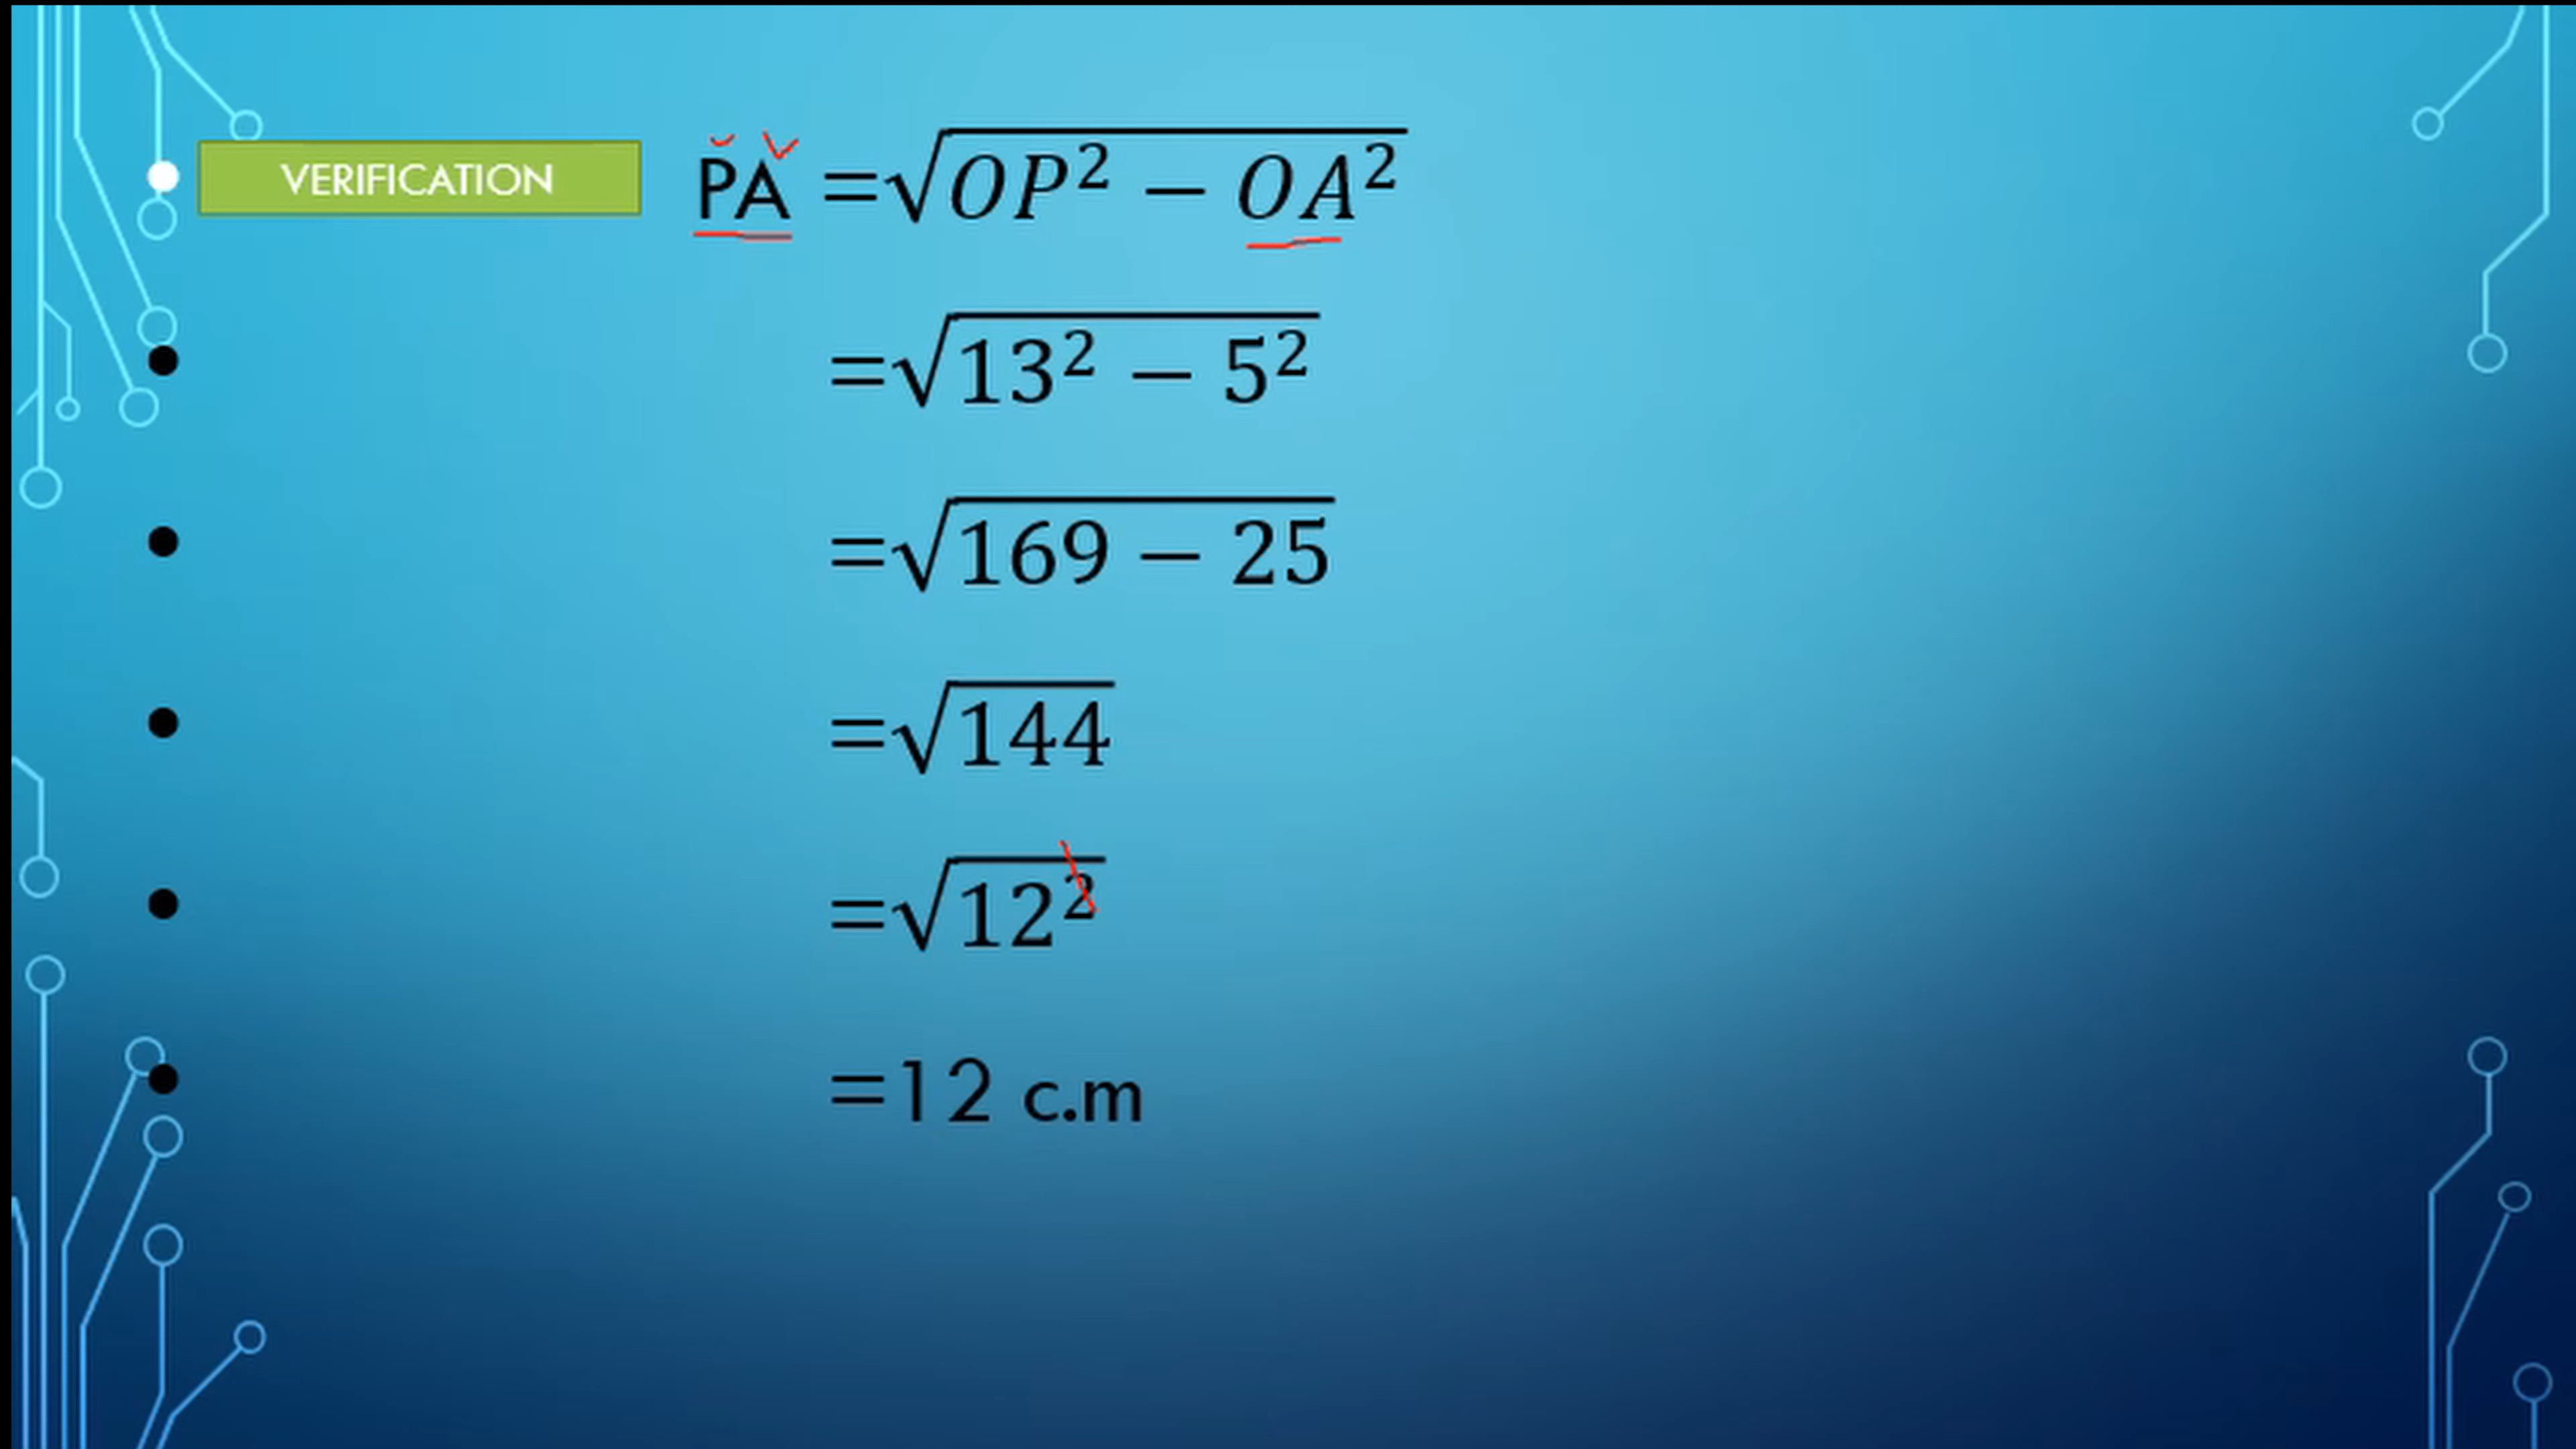 VERIFICATION PA =√OP² − OA²
=√13² − 5²
=√169 − 25
=√144
=√12²
=12 c.m